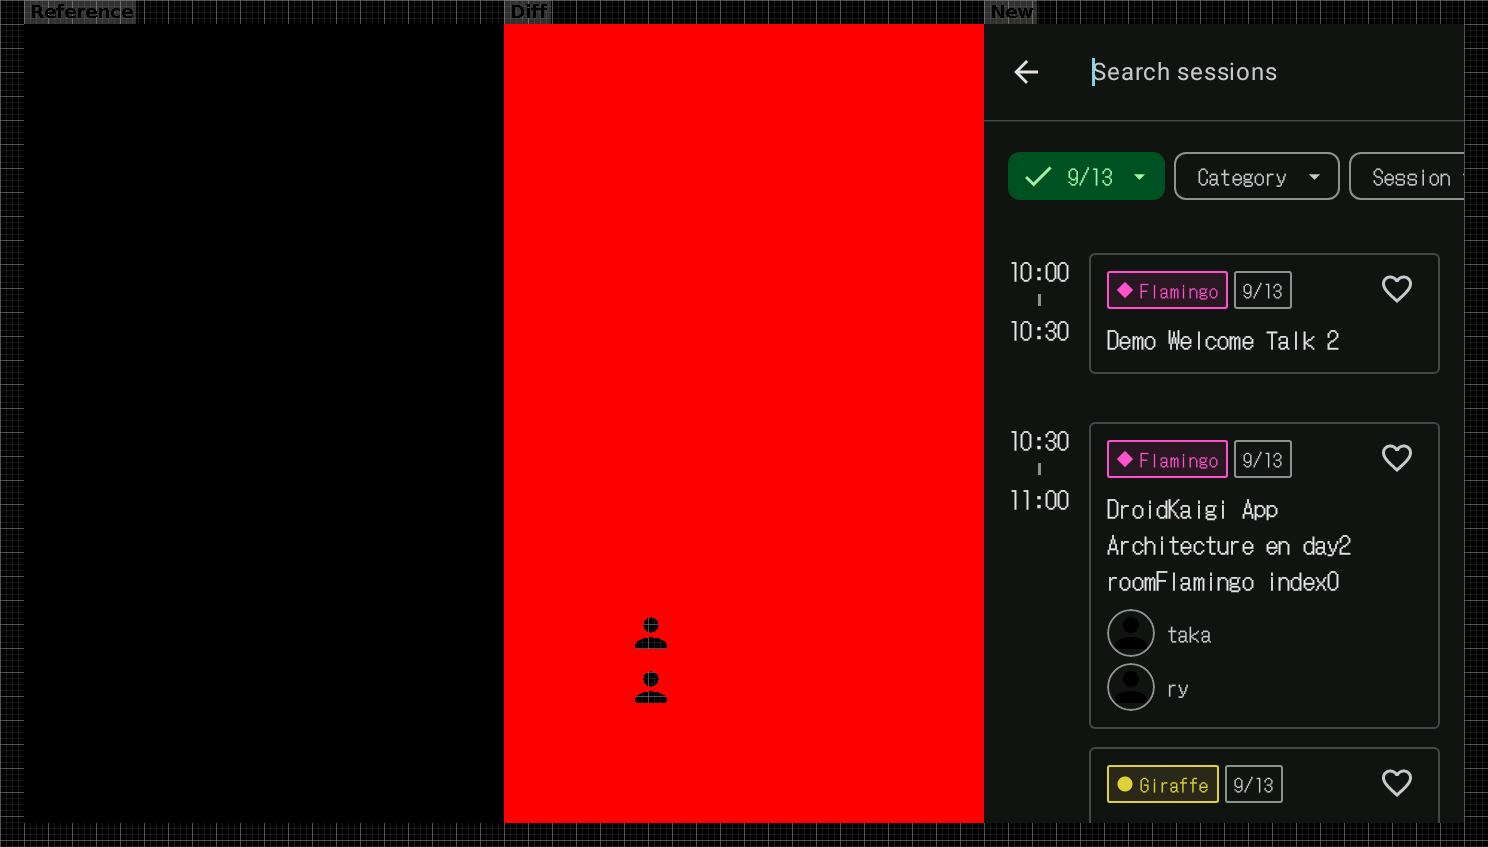 Reference
Diff
New
Search sessions
9/13
Category
Session
10:00
10:30
Flamingo
9/13
Demo Welcome Talk 2
10:30
11:00
Flamingo
9/13
DroidKaigi App
Architecture en day2
roomFlamingo index0
taka
ry
Giraffe
9/13